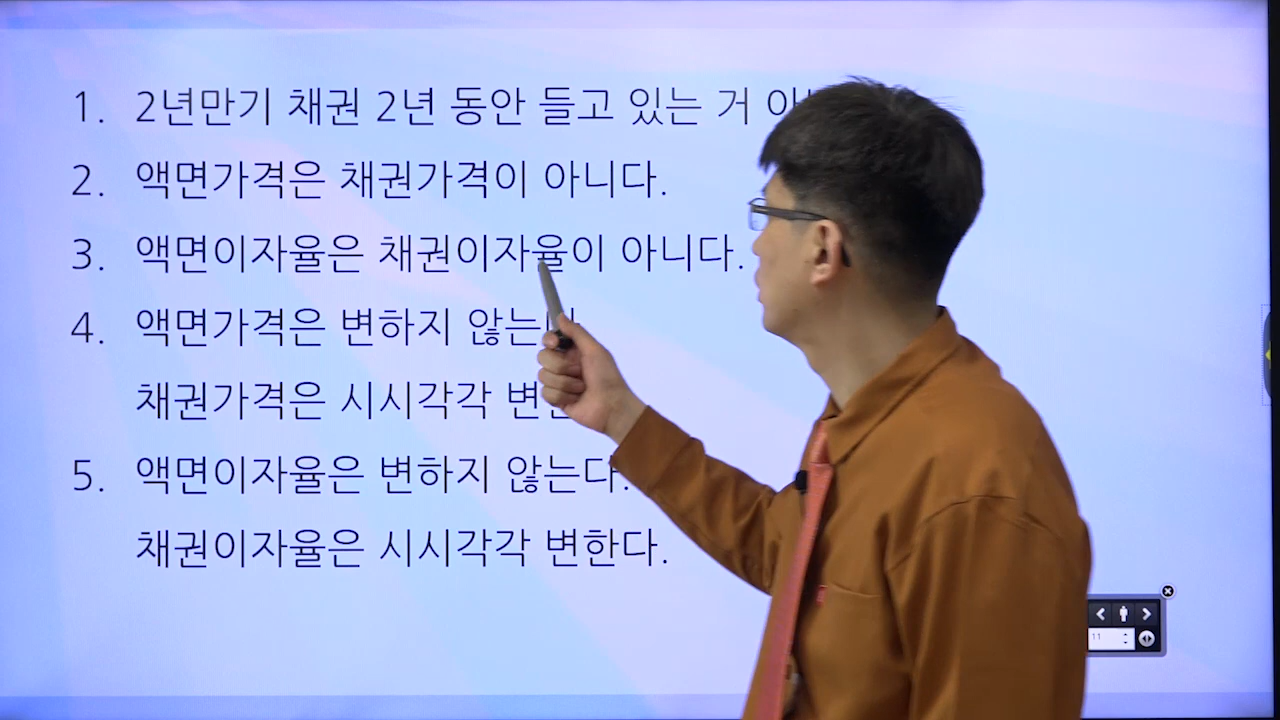 1. 2년만기 채권 2년 동안 들고 있는 거
2. 액면가격은 채권가격이 아니다.
3. 액면이자율은 채권이자율이 아니다.
4. 액면가격은 변하지 않는
채권가격은 시시각각
5. 액면이자율은 변하지 않는다.
채권이자율은 시시각각 변한다.
11